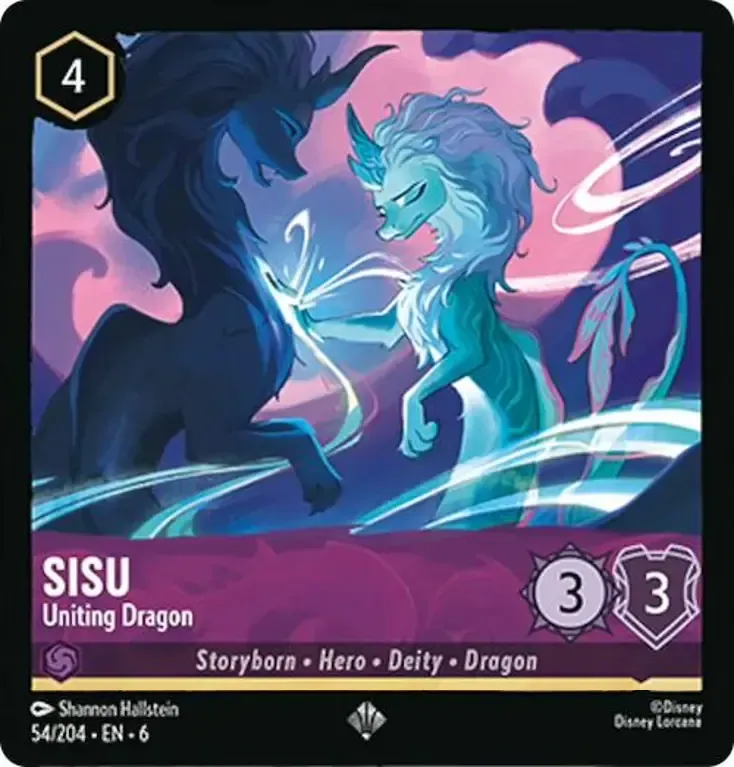 4
SISU
Uniting Dragon
3
3
Storyborn • Hero • Deity • Dragon
Shannon Hallstein
©Disney
54/204 • EN • 6
Disney Lorcana